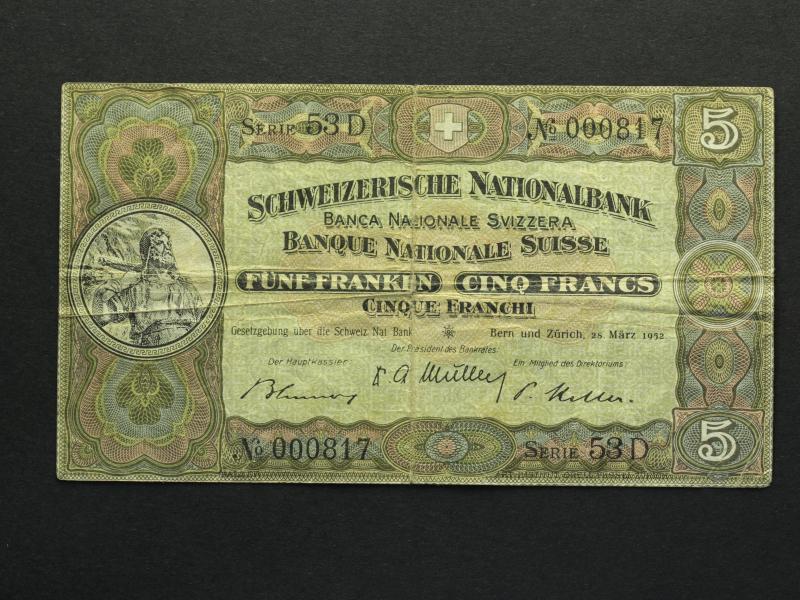 SERIE 53 D
No 000817
5
SCHWEIZERISCHE NATIONALBANK
BANCA NAZIONALE SVIZZERA
BANQUE NATIONALE SUISSE
FÜNF FRANKEN CINQ FRANCS
CINQUE FRANCHI
Gesetzgebung über die Schweiz. Nat. Bank
Bern und Zürich, 28. März 1952
Der Präsident des Bankrates:
Der Hauptkassier:
Ein Mitglied des Direktoriums:
Müller
No 000817
SERIE 53 D
5